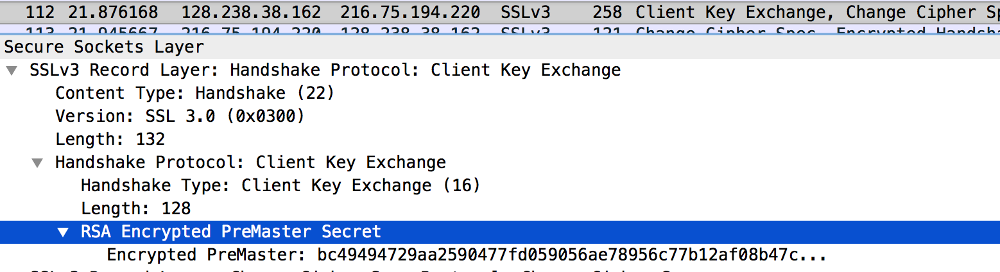 112 21.876168 128.238.38.162 216.75.194.220 SSLv3 258 Client Key Exchange, Change Cipher Sp
113 21.945667 216.75.194.220 128.238.38.162 SSLv3 121 Change Cipher Spec, Encrypted Handsha
Secure Sockets Layer
SSLv3 Record Layer: Handshake Protocol: Client Key Exchange
Content Type: Handshake (22)
Version: SSL 3.0 (0x0300)
Length: 132
Handshake Protocol: Client Key Exchange
Handshake Type: Client Key Exchange (16)
Length: 128
RSA Encrypted PreMaster Secret
Encrypted PreMaster: bc49494729aa2590477fd059056ae78956c77b12af08b47c...